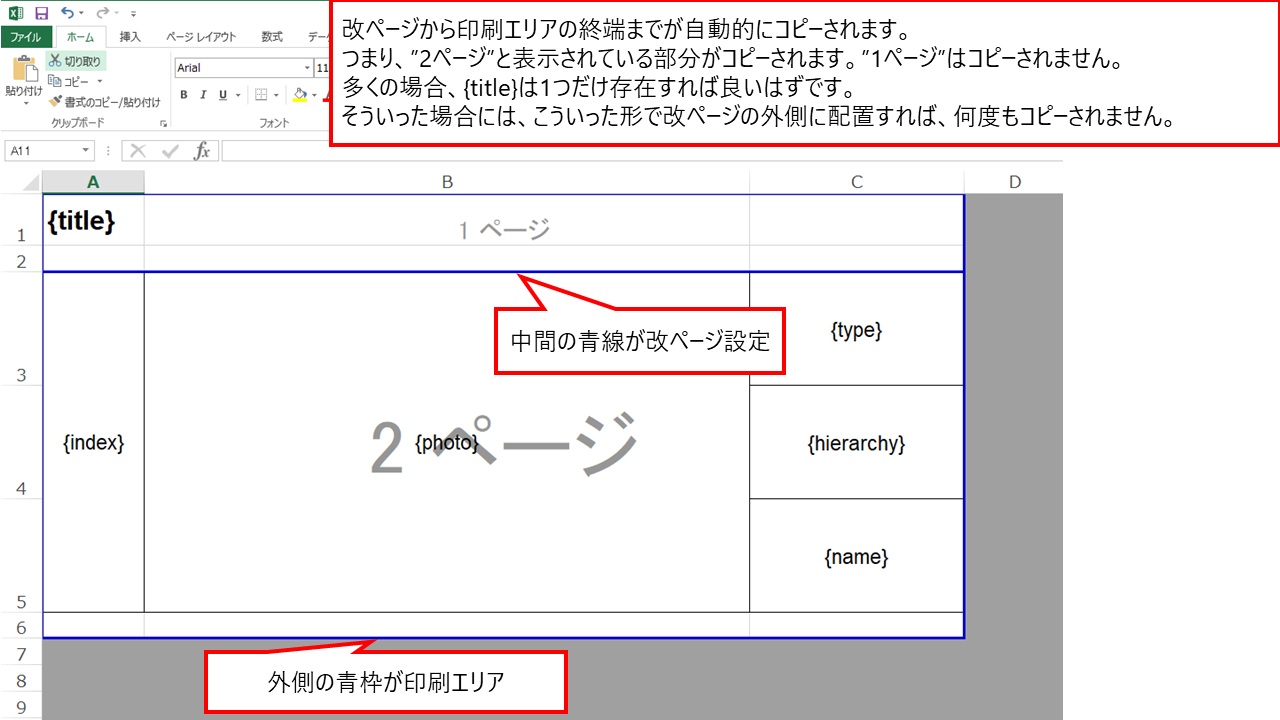 ファイル ホーム 挿入 ページ レイアウト 数式 データ
切り取り
コピー
書式のコピー/貼り付け
貼り付け
クリップボード
Arial 11
B I U
フォント
改ページから印刷エリアの終端までが自動的にコピーされます。
つまり、”2ページ”と表示されている部分がコピーされます。”1ページ”はコピーされません。
多くの場合、{title}は1つだけ存在すれば良いはずです。
そういった場合には、こういった形で改ページの外側に配置すれば、何度もコピーされません。
A11 fx
A B C D
1 {title} 1 ページ
2
中間の青線が改ページ設定
{type}
3
{index} 2 ページ {photo} {hierarchy}
4
{name}
5
6
7
外側の青枠が印刷エリア
8
9